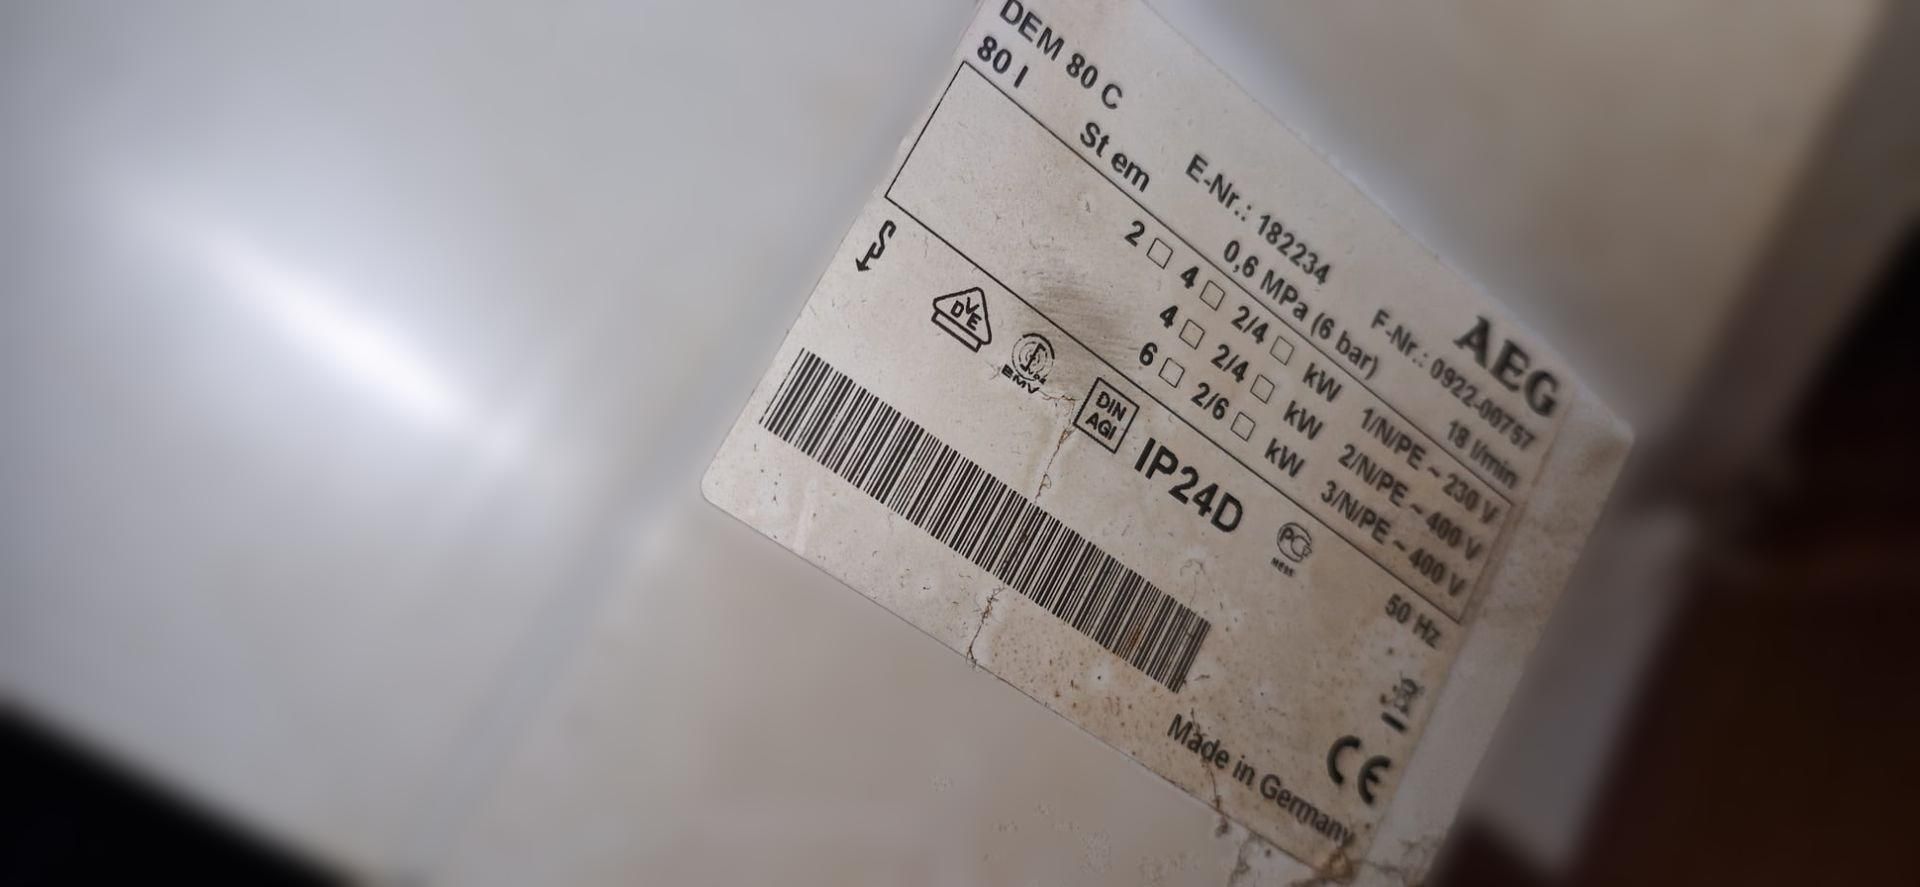 AEG
DEM 80 C E-Nr.: 182234 F-Nr.: 0922-00757
80 l St em 0,6 MPa (6 bar) 18 l/min
2 □ 4 □ 2/4 □ kW 1/N/PE ~ 230 V
4 □ 2/4 □ kW 2/N/PE ~ 400 V
6 □ 2/6 □ kW 3/N/PE ~ 400 V
50 Hz
DVE
EMV
DIN
AGI
IP24D
PC
CE
Made in Germany